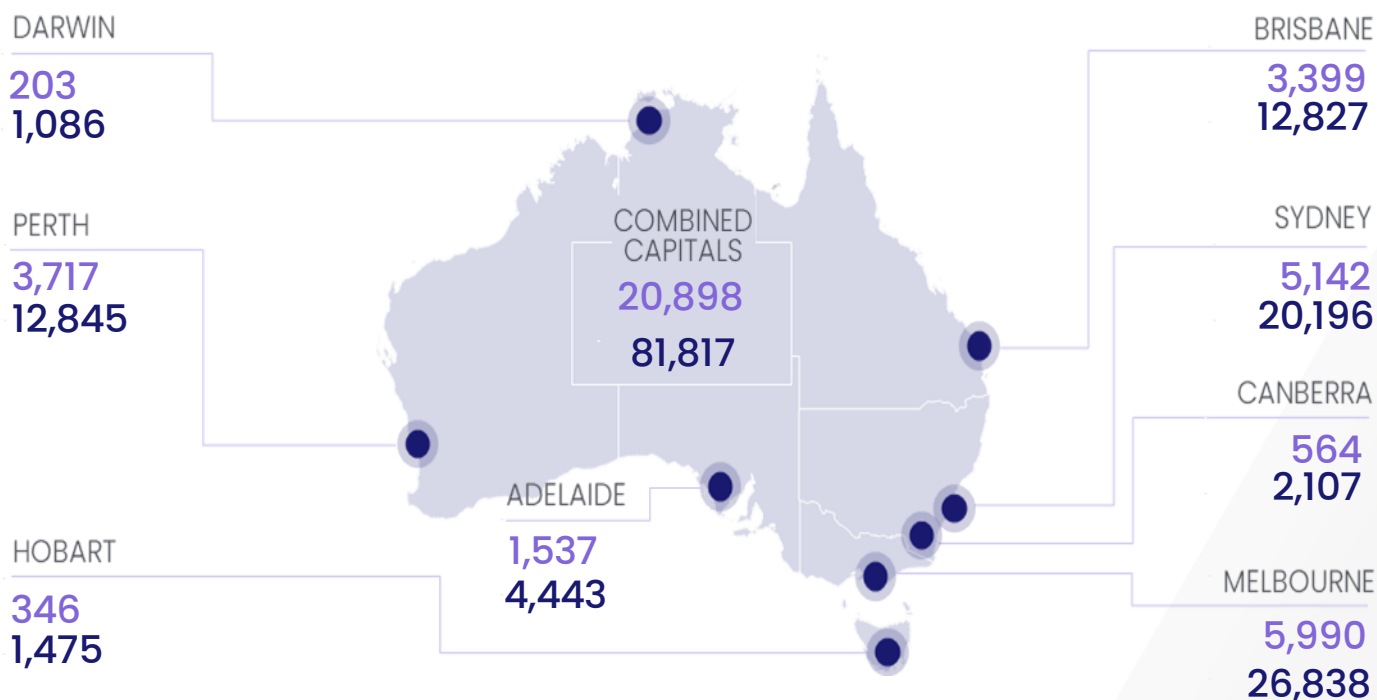 DARWIN
203
1,086
PERTH
3,717
12,845
HOBART
346
1,475
COMBINED
CAPITALS
20,898
81,817
ADELAIDE
1,537
4,443
BRISBANE
3,399
12,827
SYDNEY
5,142
20,196
CANBERRA
564
2,107
MELBOURNE
5,990
26,838